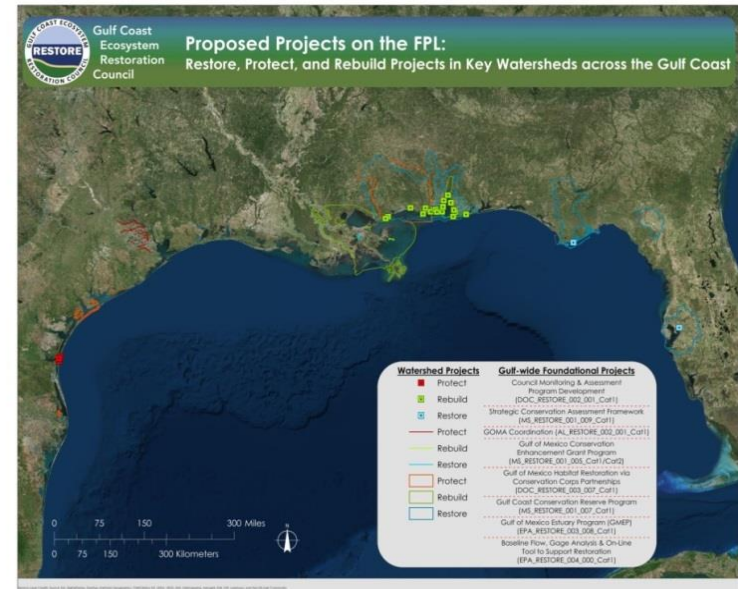 GULF COAST ECOSYSTEM
RESTORE
RESTORATION COUNCIL
Gulf Coast
Ecosystem
Restoration
Council
Proposed Projects on the FPL:
Restore, Protect, and Rebuild Projects in Key Watersheds across the Gulf Coast
Watershed Projects
Protect
Rebuild
Restore
Protect
Rebuild
Restore
Protect
Rebuild
Restore
Gulf-wide Foundational Projects
Council Monitoring & Assessment
Program Development
(DOC_RESTORE_002_001_Cat1)
Strategic Conservation Assessment Framework
(MS_RESTORE_001_009_Cat1)
GOMA Coordination (AL_RESTORE_002_001_Cat1)
Gulf of Mexico Conservation
Enhancement Grant Program
(MS_RESTORE_001_005_Cat1/Cat2)
Gulf of Mexico Habitat Restoration via
Conservation Corps Partnerships
(DOC_RESTORE_003_007_Cat1)
Gulf Coast Conservation Reserve Program
(MS_RESTORE_001_007_Cat1)
Gulf of Mexico Estuary Program (GMEP)
(EPA_RESTORE_003_008_Cat1)
Baseline Flow, Gage Analysis & On-Line
Tool to Support Restoration
(EPA_RESTORE_004_000_Cat1)
0 75 150 300 Miles
0 75 150 300 Kilometers
N